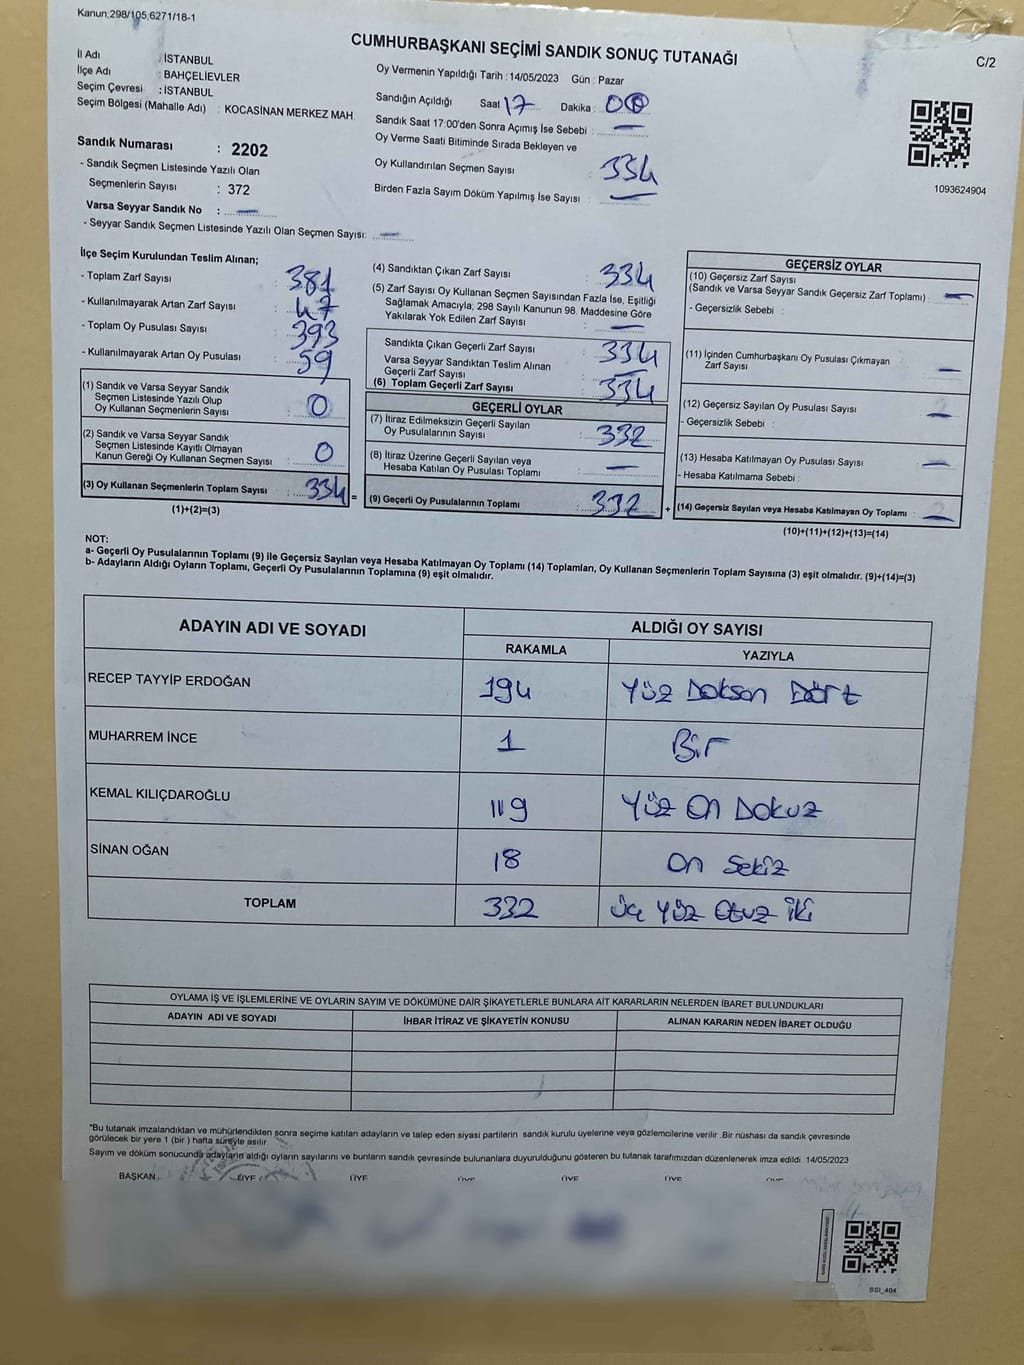 Kanun;298/105,6271/18-1
CUMHURBAŞKANI SEÇİMİ SANDIK SONUÇ TUTANAĞI
C/2
İl Adı : İSTANBUL
İlçe Adı : BAHÇELİEVLER
Seçim Çevresi : İSTANBUL
Seçim Bölgesi (Mahalle Adı) : KOCASİNAN MERKEZ MAH
Sandık Numarası : 2202
- Sandık Seçmen Listesinde Yazılı Olan
Seçmenlerin Sayısı : 372
Varsa Seyyar Sandık No : —
- Seyyar Sandık Seçmen Listesinde Yazılı Olan Seçmen Sayısı: —
Oy Vermenin Yapıldığı Tarih : 14/05/2023 Gün : Pazar
Sandığın Açıldığı Saat 17 Dakika : 00
Sandık Saat 17:00'den Sonra Açımış İse Sebebi : —
Oy Verme Saati Bitiminde Sırada Bekleyen ve
Oy Kullandırılan Seçmen Sayısı : 334
Birden Fazla Sayım Döküm Yapılmış İse Sayısı : —
1093624904
İlçe Seçim Kurulundan Teslim Alınan;
- Toplam Zarf Sayısı : 381
- Kullanılmayarak Artan Zarf Sayısı : 47
- Toplam Oy Pusulası Sayısı : 393
- Kullanılmayarak Artan Oy Pusulası : 59
(1) Sandık ve Varsa Seyyar Sandık
Seçmen Listesinde Yazılı Olup
Oy Kullanan Seçmenlerin Sayısı : 0
(2) Sandık ve Varsa Seyyar Sandık
Seçmen Listesinde Kayıtlı Olmayan
Kanun Gereği Oy Kullanan Seçmen Sayısı : 0
(3) Oy Kullanan Seçmenlerin Toplam Sayısı : 334 =
(1)+(2)=(3)
(4) Sandıktan Çıkan Zarf Sayısı : 334
(5) Zarf Sayısı Oy Kullanan Seçmen Sayısından Fazla İse, Eşitliği
Sağlamak Amacıyla; 298 Sayılı Kanunun 98. Maddesine Göre
Yakılarak Yok Edilen Zarf Sayısı : —
Sandıkta Çıkan Geçerli Zarf Sayısı : 334
Varsa Seyyar Sandıktan Teslim Alınan
Geçerli Zarf Sayısı : —
(6) Toplam Geçerli Zarf Sayısı : 334
GEÇERLİ OYLAR
(7) İtiraz Edilmeksizin Geçerli Sayılan
Oy Pusulalarının Sayısı : 332
(8) İtiraz Üzerine Geçerli Sayılan veya
Hesaba Katılan Oy Pusulası Toplamı : —
(9) Geçerli Oy Pusulalarının Toplamı : 332 +
GEÇERSİZ OYLAR
(10) Geçersiz Zarf Sayısı
(Sandık ve Varsa Seyyar Sandık Geçersiz Zarf Toplamı) : —
- Geçersizlik Sebebi :
(11) İçinden Cumhurbaşkanı Oy Pusulası Çıkmayan
Zarf Sayısı : —
(12) Geçersiz Sayılan Oy Pusulası Sayısı :
- Geçersizlik Sebebi :
(13) Hesaba Katılmayan Oy Pusulası Sayısı : —
- Hesaba Katılmama Sebebi :
(14) Geçersiz Sayılan veya Hesaba Katılmayan Oy Toplamı :
(10)+(11)+(12)+(13)=(14)
NOT:
a- Geçerli Oy Pusulalarının Toplamı (9) ile Geçersiz Sayılan veya Hesaba Katılmayan Oy Toplamı (14) Toplamları, Oy Kullanan Seçmenlerin Toplam Sayısına (3) eşit olmalıdır. (9)+(14)=(3)
b- Adayların Aldığı Oyların Toplamı, Geçerli Oy Pusulalarının Toplamına (9) eşit olmalıdır.
ADAYIN ADI VE SOYADI
ALDIĞI OY SAYISI
RAKAMLA YAZIYLA
RECEP TAYYİP ERDOĞAN 194 Yüz Doksan Dört
MUHARREM İNCE 1 Bir
KEMAL KILIÇDAROĞLU 119 Yüz On Dokuz
SİNAN OĞAN 18 On Sekiz
TOPLAM 332 Üç Yüz Otuz İki
OYLAMA İŞ VE İŞLEMLERİNE VE OYLARIN SAYIM VE DÖKÜMÜNE DAİR ŞİKAYETLERLE BUNLARA AİT KARARLARIN NELERDEN İBARET BULUNDUKLARI
ADAYIN ADI VE SOYADI İHBAR İTİRAZ VE ŞİKAYETİN KONUSU ALINAN KARARIN NEDEN İBARET OLDUĞU
*Bu tutanak imzalandıktan ve mühürlendikten sonra seçime katılan adayların ve talep eden siyasi partilerin sandık kurulu üyelerine veya gözlemcilerine verilir .Bir nüshası da sandık çevresinde
görülecek bir yere 1 (bir ) hafta süreyle asılır.
Sayım ve döküm sonucunda adayların aldığı oyların sayılarını ve bunların sandık çevresinde bulunanlara duyurulduğunu gösteren bu tutanak tarafımızdan düzenlenerek imza edildi. 14/05/2023
BAŞKAN ÜYE ÜYE ÜYE ÜYE ÜYE ÜYE
SSI_404